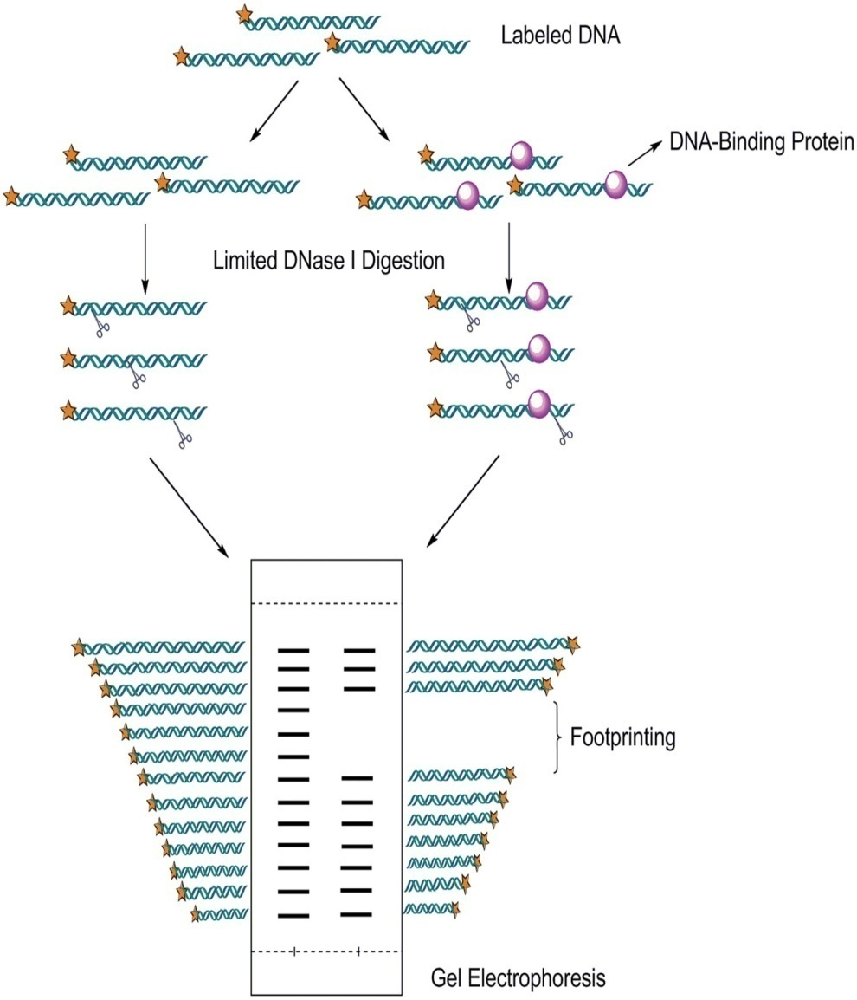 Labeled DNA
DNA-Binding Protein
Limited DNase I Digestion
Footprinting
Gel Electrophoresis